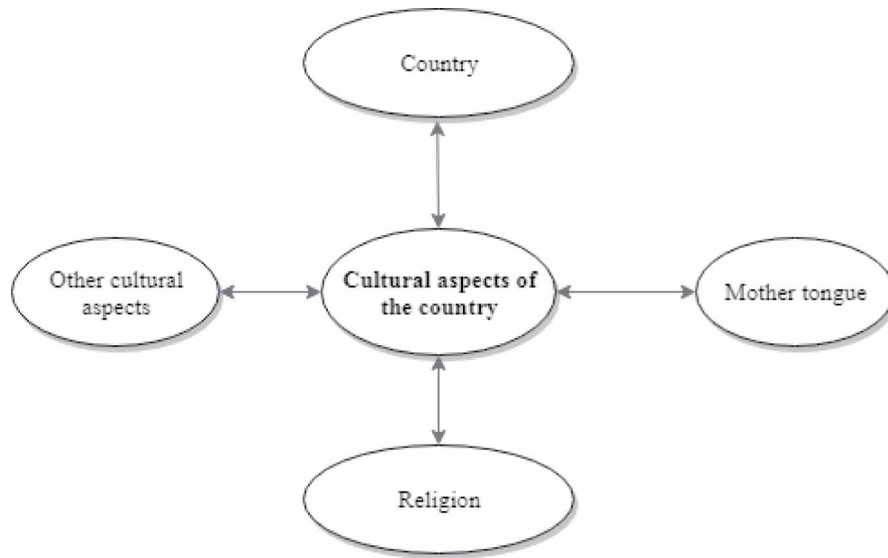 Country
Other cultural
aspects
Cultural aspects of
the country
Mother tongue
Religion